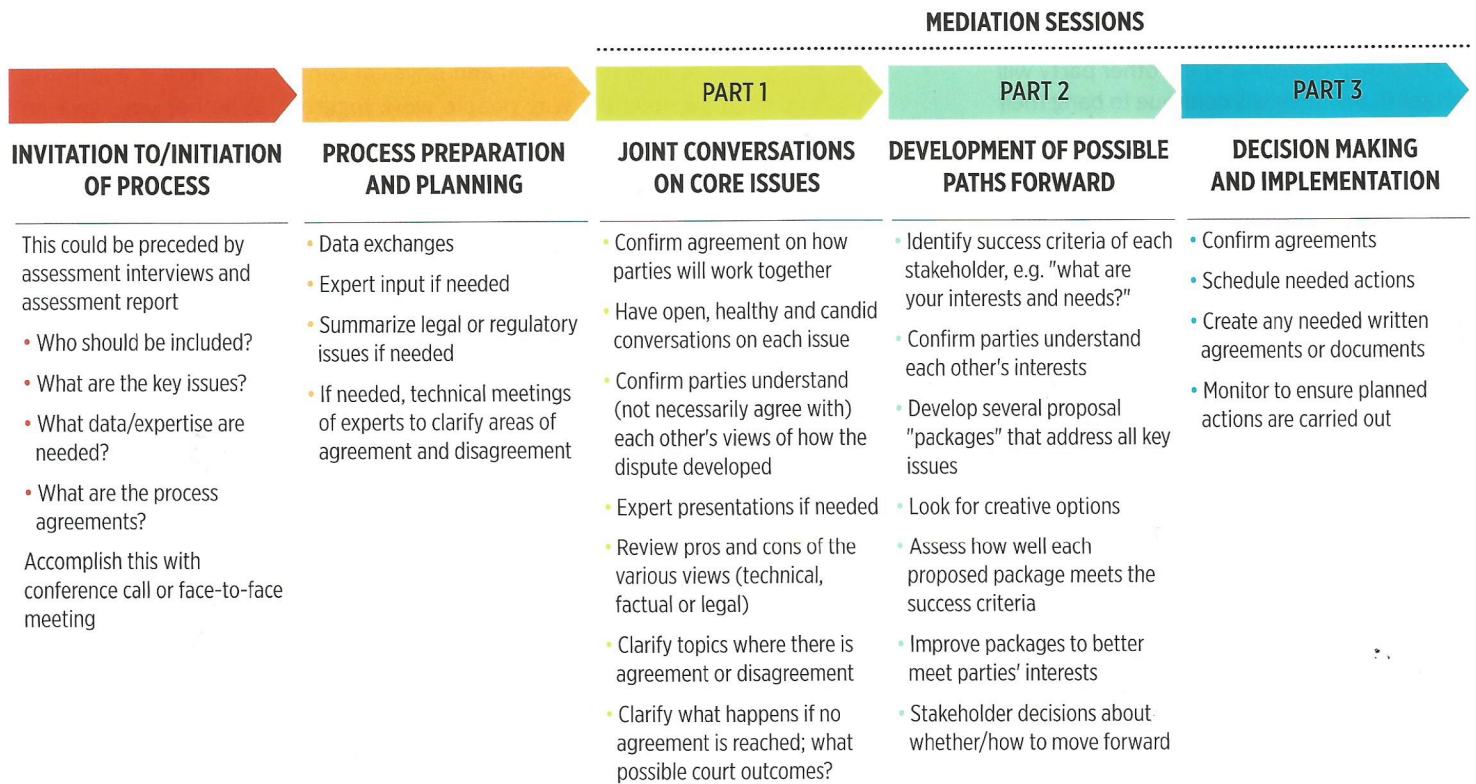 MEDIATION SESSIONS
PART 1
PART 2
PART 3
INVITATION TO/INITIATION
OF PROCESS
This could be preceded by
assessment interviews and
assessment report
• Who should be included?
• What are the key issues?
• What data/expertise are
needed?
• What are the process
agreements?
Accomplish this with
conference call or face-to-face
meeting
PROCESS PREPARATION
AND PLANNING
• Data exchanges
• Expert input if needed
• Summarize legal or regulatory
issues if needed
• If needed, technical meetings
of experts to clarify areas of
agreement and disagreement
JOINT CONVERSATIONS
ON CORE ISSUES
• Confirm agreement on how
parties will work together
• Have open, healthy and candid
conversations on each issue
• Confirm parties understand
(not necessarily agree with)
each other's views of how the
dispute developed
• Expert presentations if needed
• Review pros and cons of the
various views (technical,
factual or legal)
• Clarify topics where there is
agreement or disagreement
• Clarify what happens if no
agreement is reached; what
possible court outcomes?
DEVELOPMENT OF POSSIBLE
PATHS FORWARD
• Identify success criteria of each
stakeholder, e.g. "what are
your interests and needs?"
• Confirm parties understand
each other's interests
• Develop several proposal
"packages" that address all key
issues
• Look for creative options
• Assess how well each
proposed package meets the
success criteria
• Improve packages to better
meet parties' interests
• Stakeholder decisions about
whether/how to move forward
DECISION MAKING
AND IMPLEMENTATION
• Confirm agreements
• Schedule needed actions
• Create any needed written
agreements or documents
• Monitor to ensure planned
actions are carried out